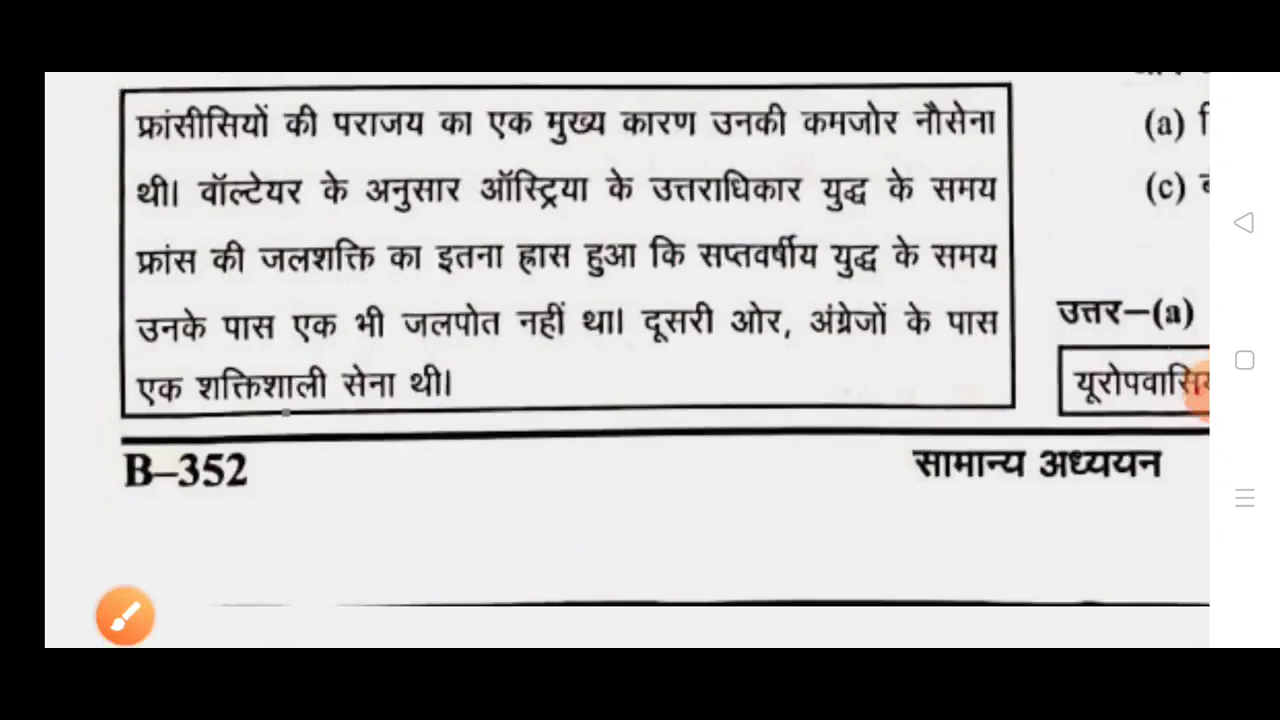 फ्रांसीसियों की पराजय का एक मुख्य कारण उनकी कमजोर नौसेना
थी। वॉल्टेयर के अनुसार ऑस्ट्रिया के उत्तराधिकार युद्ध के समय
फ्रांस की जलशक्ति का इतना ह्रास हुआ कि सप्तवर्षीय युद्ध के समय
उनके पास एक भी जलपोत नहीं था। दूसरी ओर, अंग्रेजों के पास
एक शक्तिशाली सेना थी।
B–352
सामान्य अध्ययन
(a)
(c)
उत्तर–(a)